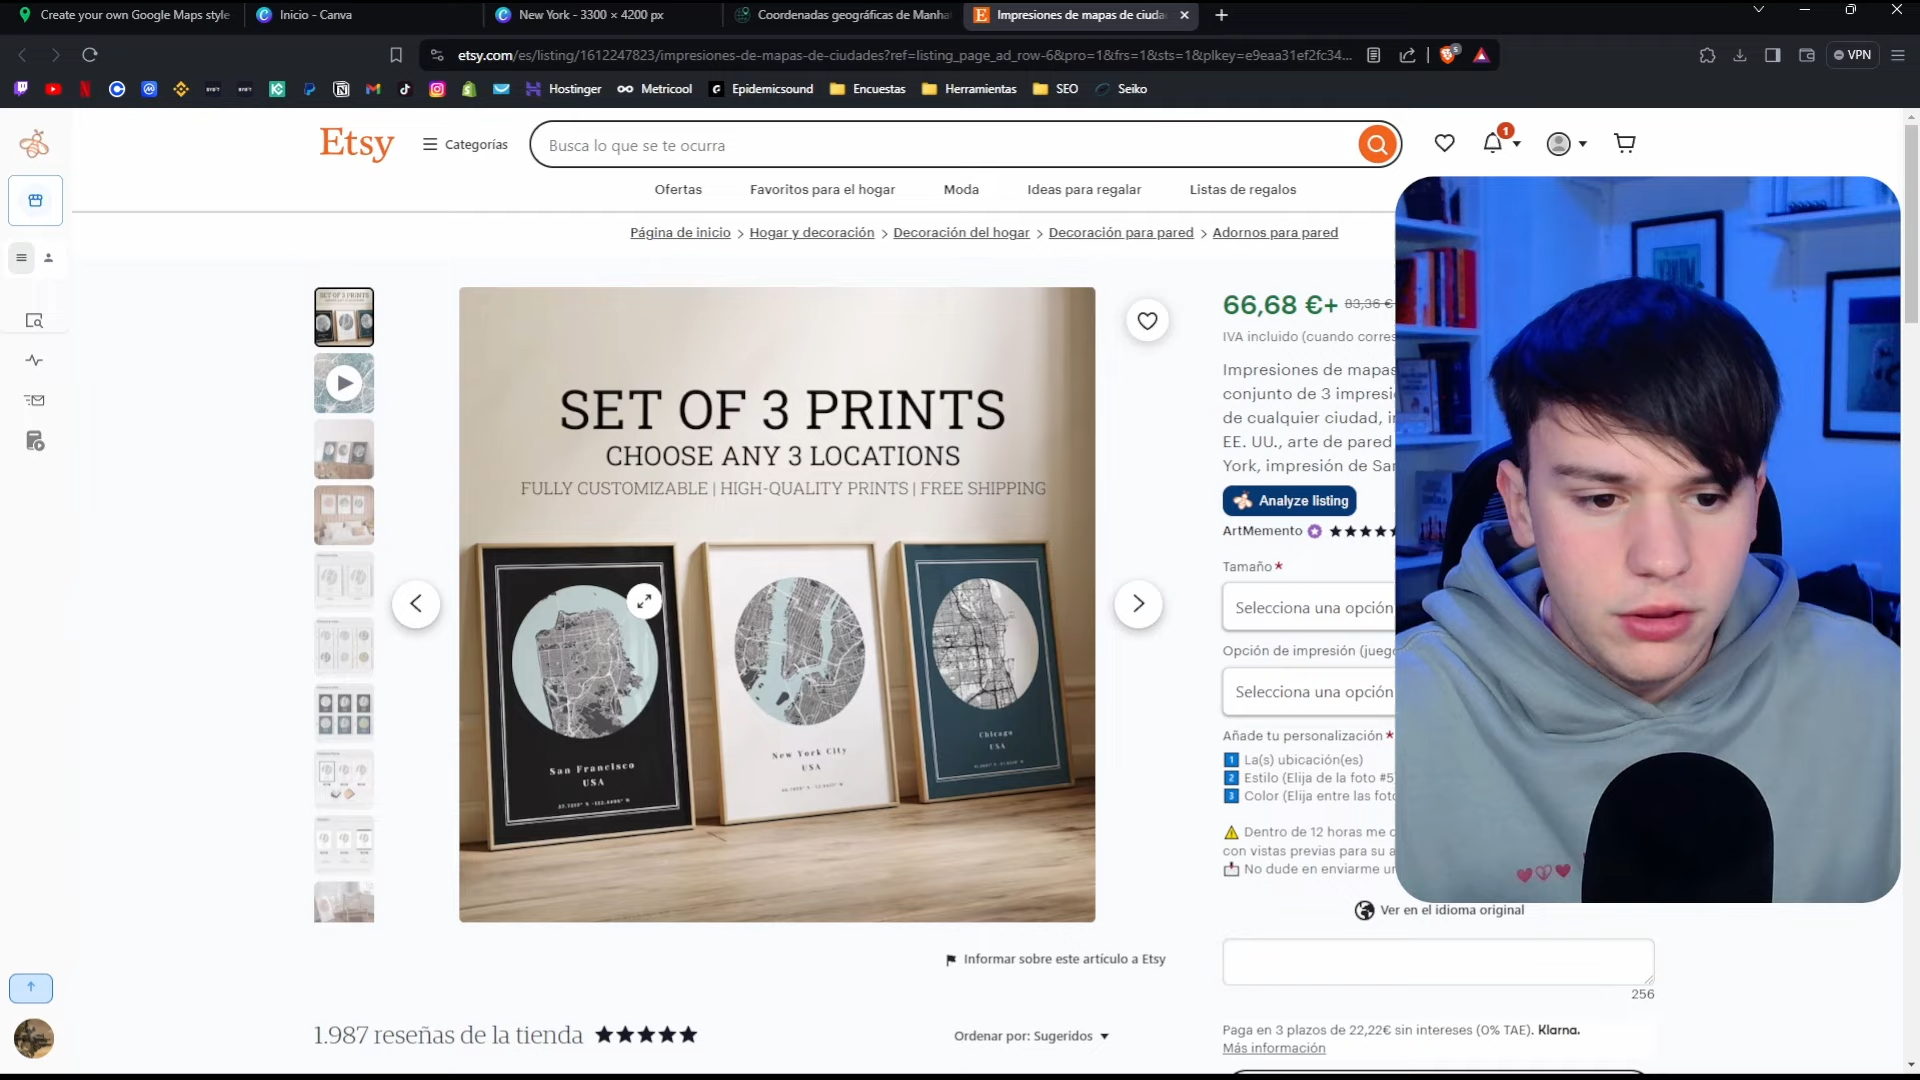 Create your own Google Maps style
Inicio - Canva
New York - 3300 × 4200 px
Coordenadas geográficas de Manha
Impresiones de mapas de ciuda
etsy.com/es/listing/1612247823/impresiones-de-mapas-de-ciudades?ref=listing_page_ad_row-6&pro=1&frs=1&sts=1&plkey=e9eaa31ef2fc34...
5
VPN
Hostinger
Metricool
Epidemicsound
Encuestas
Herramientas
SEO
Seiko
Etsy
Categorías
Busca lo que se te ocurra
1
Ofertas
Favoritos para el hogar
Moda
Ideas para regalar
Listas de regalos
Página de inicio > Hogar y decoración > Decoración del hogar > Decoración para pared > Adornos para pared
SET OF 3 PRINTS
CHOOSE ANY 3 LOCATIONS
FULLY CUSTOMIZABLE | HIGH-QUALITY PRINTS | FREE SHIPPING
San Francisco
USA
New York City
USA
Chicago
USA
66,68 €+ 83,36 €
IVA incluido (cuando corres
Impresiones de mapas
conjunto de 3 impresi
de cualquier ciudad, i
EE. UU., arte de pared
York, impresión de Sa
Analyze listing
ArtMemento
Tamaño *
Selecciona una opción
Opción de impresión (jueg
Selecciona una opción
Añade tu personalización *
1 La(s) ubicación(es)
2 Estilo (Elija de la foto #5
3 Color (Elija entre las fot
Dentro de 12 horas me c
con vistas previas para su a
No dude en enviarme u
Ver en el idioma original
256
Informar sobre este artículo a Etsy
1.987 reseñas de la tienda
Ordenar por: Sugeridos
Paga en 3 plazos de 22,22€ sin intereses (0% TAE). Klarna.
Más información